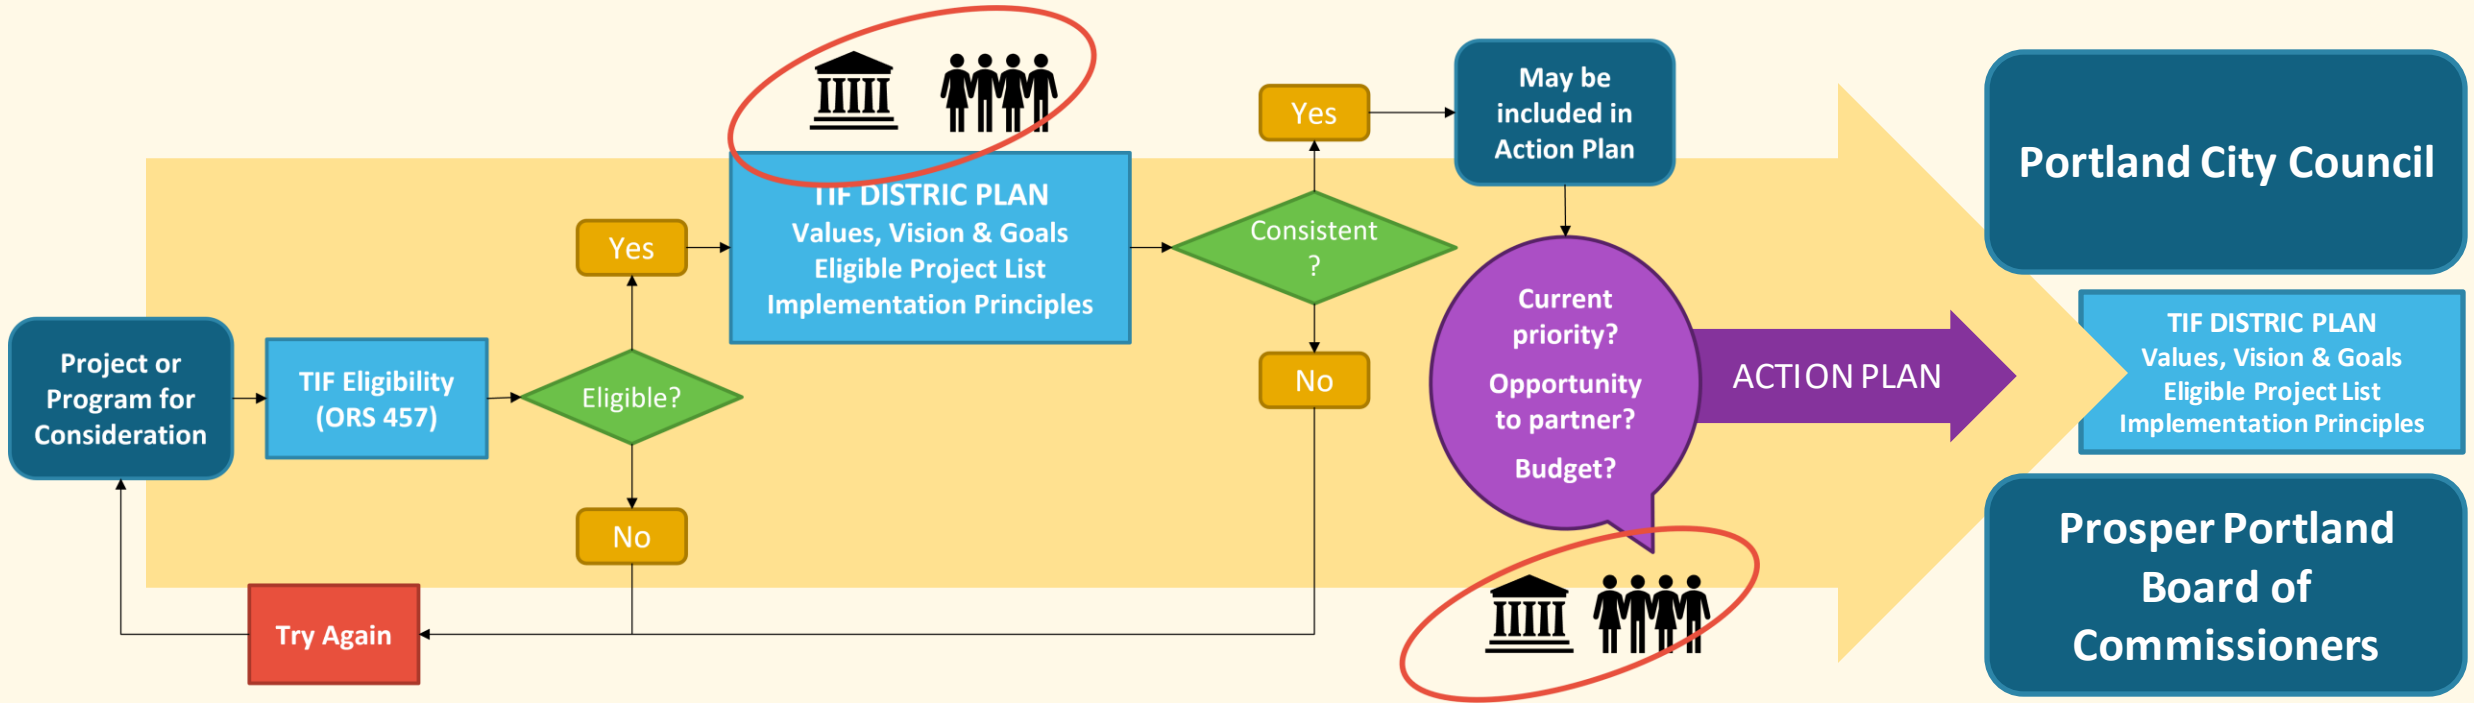 Project or
Program for
Consideration
TIF Eligibility
(ORS 457)
Eligible?
Yes
No
Try Again
TIF DISTRIC PLAN
Values, Vision & Goals
Eligible Project List
Implementation Principles
Consistent
?
Yes
No
May be
included in
Action Plan
Current
priority?
Opportunity
to partner?
Budget?
ACTION PLAN
Portland City Council
TIF DISTRIC PLAN
Values, Vision & Goals
Eligible Project List
Implementation Principles
Prosper Portland
Board of
Commissioners